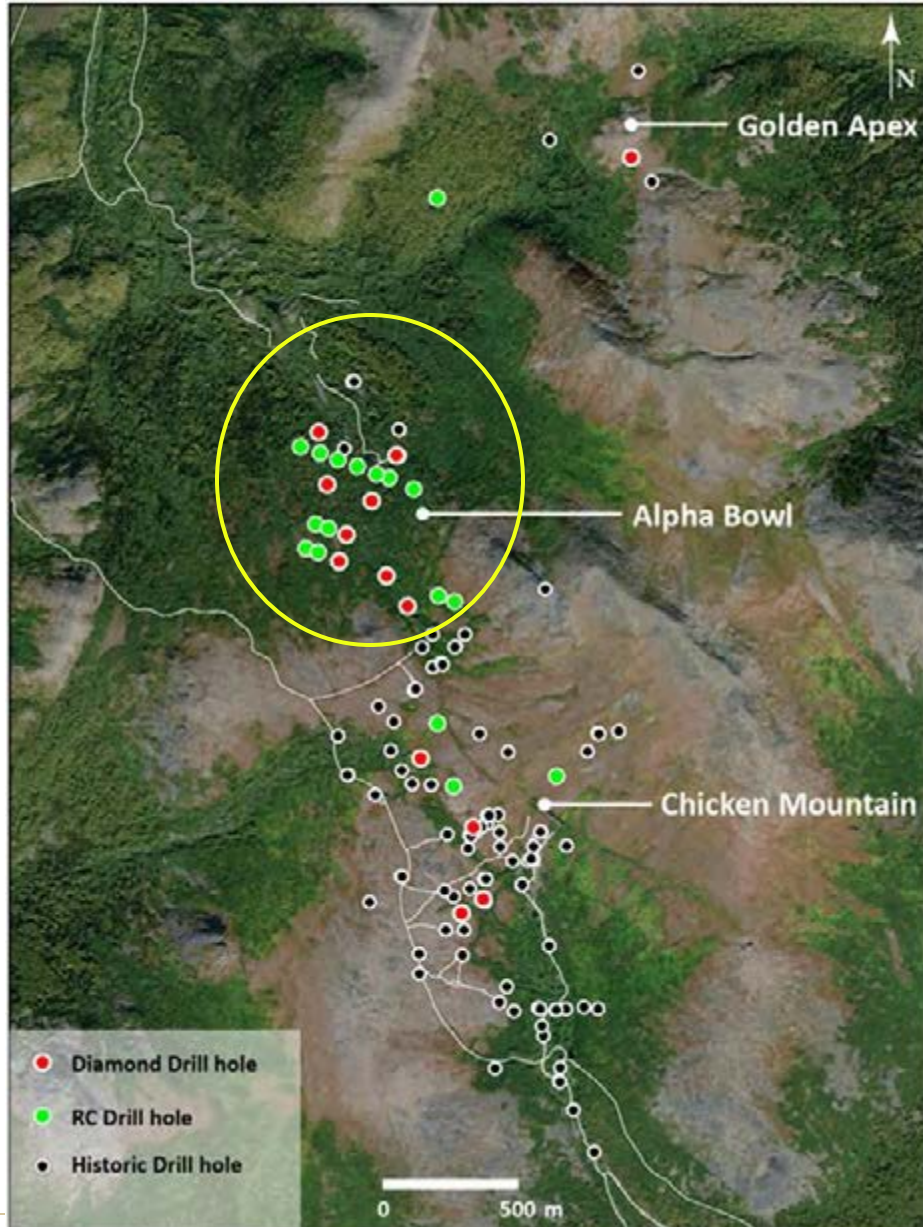 N
Golden Apex
Alpha Bowl
Chicken Mountain
Diamond Drill hole
RC Drill hole
Historic Drill hole
0 500 m